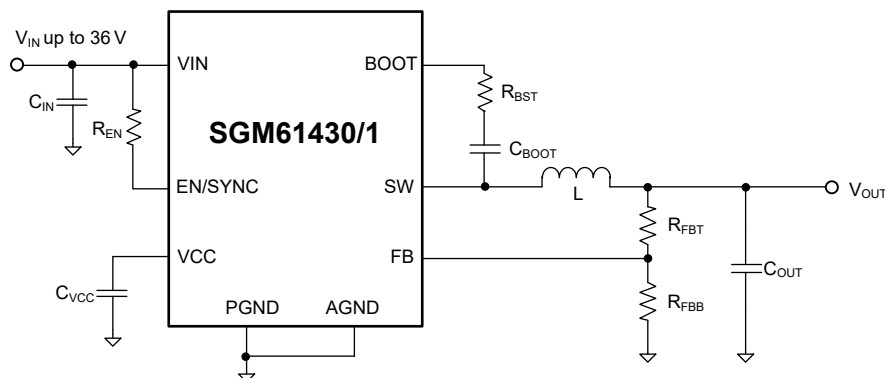 V_IN up to 36 V
VIN
BOOT
R_BST
C_IN
R_EN
SGM61430/1
C_BOOT
EN/SYNC
SW
L
V_OUT
R_FBT
VCC
FB
C_OUT
C_VCC
R_FBB
PGND
AGND